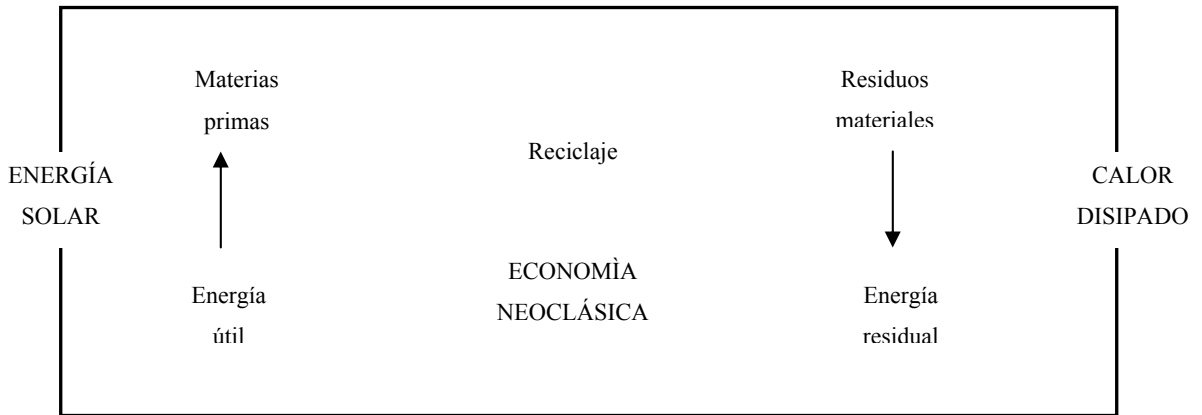 Materias
primas
Residuos
materiales
Reciclaje
ENERGÍA
SOLAR
CALOR
DISIPADO
ECONOMÌA
NEOCLÁSICA
Energía
útil
Energía
residual